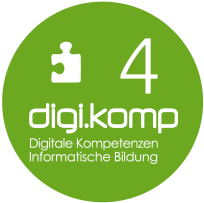 4
digi.komp
Digitale Kompetenzen
Informatische Bildung